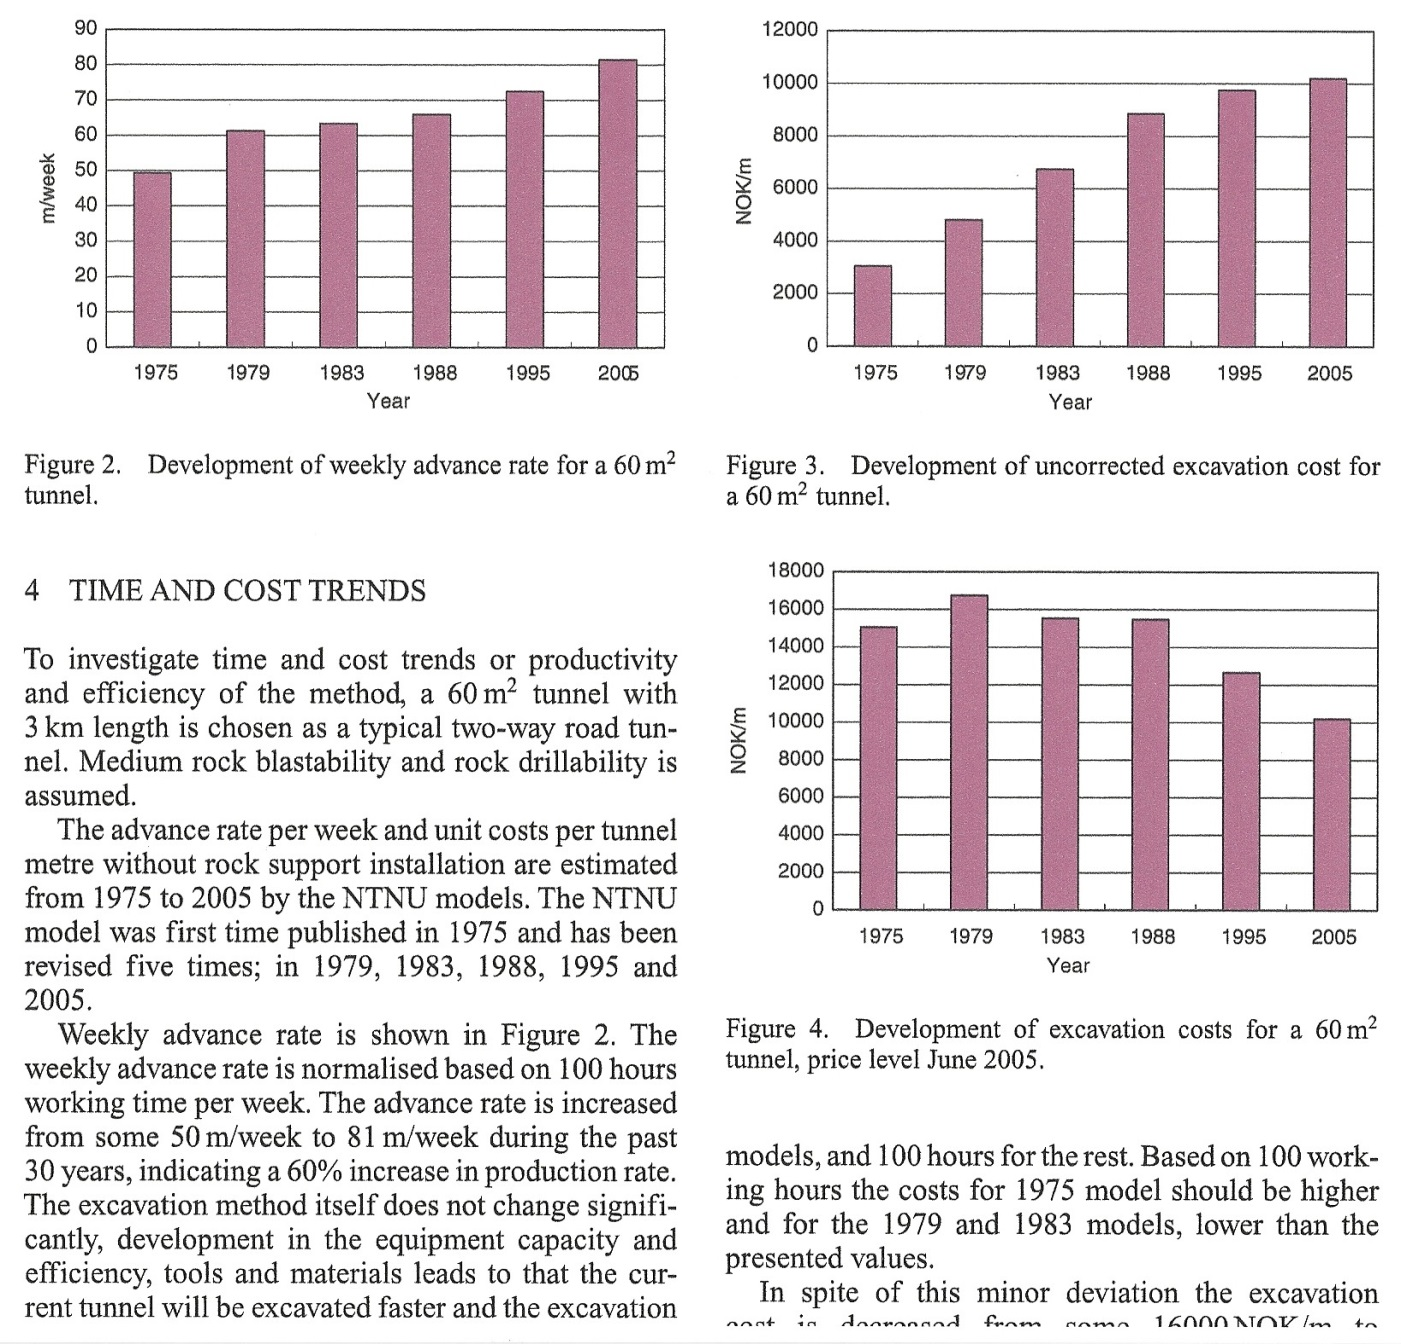 90
80
70
60
50
40
30
20
10
0
m/week
1975 1979 1983 1988 1995 2005
Year
Figure 2. Development of weekly advance rate for a 60 m² 
tunnel.
4 TIME AND COST TRENDS
To investigate time and cost trends or productivity
and efficiency of the method, a 60 m² tunnel with
3 km length is chosen as a typical two-way road tun-
nel. Medium rock blastability and rock drillability is
assumed.
The advance rate per week and unit costs per tunnel
metre without rock support installation are estimated
from 1975 to 2005 by the NTNU models. The NTNU
model was first time published in 1975 and has been
revised five times; in 1979, 1983, 1988, 1995 and
2005.
Weekly advance rate is shown in Figure 2. The
weekly advance rate is normalised based on 100 hours
working time per week. The advance rate is increased
from some 50 m/week to 81 m/week during the past
30 years, indicating a 60% increase in production rate.
The excavation method itself does not change signifi-
cantly, development in the equipment capacity and
efficiency, tools and materials leads to that the cur-
rent tunnel will be excavated faster and the excavation
12000
10000
8000
6000
4000
2000
0
NOK/m
1975 1979 1983 1988 1995 2005
Year
Figure 3. Development of uncorrected excavation cost for
a 60 m² tunnel.
18000
16000
14000
12000
10000
8000
6000
4000
2000
0
NOK/m
1975 1979 1983 1988 1995 2005
Year
Figure 4. Development of excavation costs for a 60 m²
tunnel, price level June 2005.
models, and 100 hours for the rest. Based on 100 work-
ing hours the costs for 1975 model should be higher
and for the 1979 and 1983 models, lower than the
presented values.
In spite of this minor deviation the excavation
cost is decreased from some 16000 NOK/m to